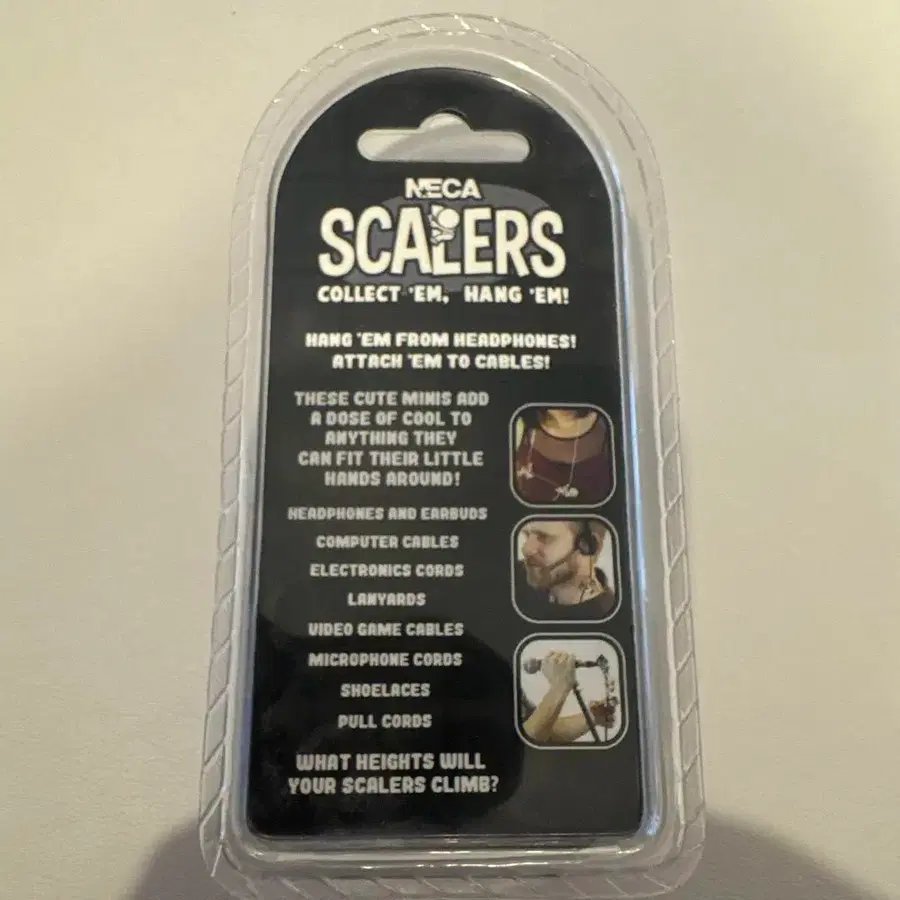 NECA
SCALERS
COLLECT 'EM, HANG 'EM!
HANG 'EM FROM HEADPHONES!
ATTACH 'EM TO CABLES!
THESE CUTE MINIS ADD
A DOSE OF COOL TO
ANYTHING THEY
CAN FIT THEIR LITTLE
HANDS AROUND!
HEADPHONES AND EARBUDS
COMPUTER CABLES
ELECTRONICS CORDS
LANYARDS
VIDEO GAME CABLES
MICROPHONE CORDS
SHOELACES
PULL CORDS
WHAT HEIGHTS WILL
YOUR SCALERS CLIMB?